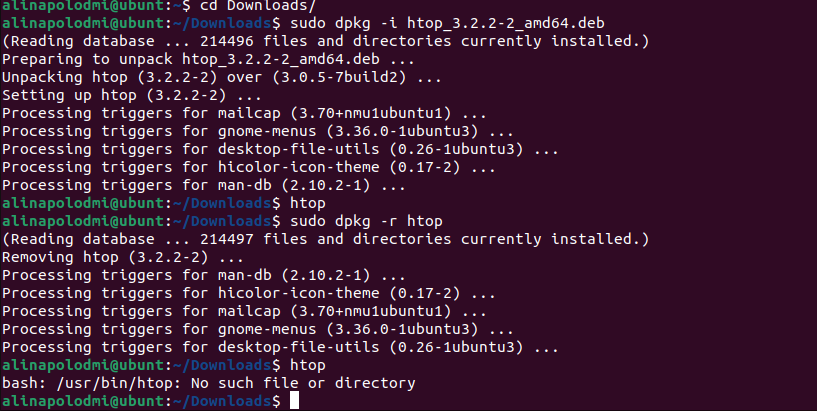 alinapolodmi@ubunt:~$ cd Downloads/
alinapolodmi@ubunt:~/Downloads$ sudo dpkg -i htop_3.2.2-2_amd64.deb
(Reading database ... 214496 files and directories currently installed.)
Preparing to unpack htop_3.2.2-2_amd64.deb ...
Unpacking htop (3.2.2-2) over (3.0.5-7build2) ...
Setting up htop (3.2.2-2) ...
Processing triggers for mailcap (3.70+nmu1ubuntu1) ...
Processing triggers for gnome-menus (3.36.0-1ubuntu3) ...
Processing triggers for desktop-file-utils (0.26-1ubuntu3) ...
Processing triggers for hicolor-icon-theme (0.17-2) ...
Processing triggers for man-db (2.10.2-1) ...
alinapolodmi@ubunt:~/Downloads$ htop
alinapolodmi@ubunt:~/Downloads$ sudo dpkg -r htop
(Reading database ... 214497 files and directories currently installed.)
Removing htop (3.2.2-2) ...
Processing triggers for man-db (2.10.2-1) ...
Processing triggers for hicolor-icon-theme (0.17-2) ...
Processing triggers for mailcap (3.70+nmu1ubuntu1) ...
Processing triggers for gnome-menus (3.36.0-1ubuntu3) ...
Processing triggers for desktop-file-utils (0.26-1ubuntu3) ...
alinapolodmi@ubunt:~/Downloads$ htop
bash: /usr/bin/htop: No such file or directory
alinapolodmi@ubunt:~/Downloads$